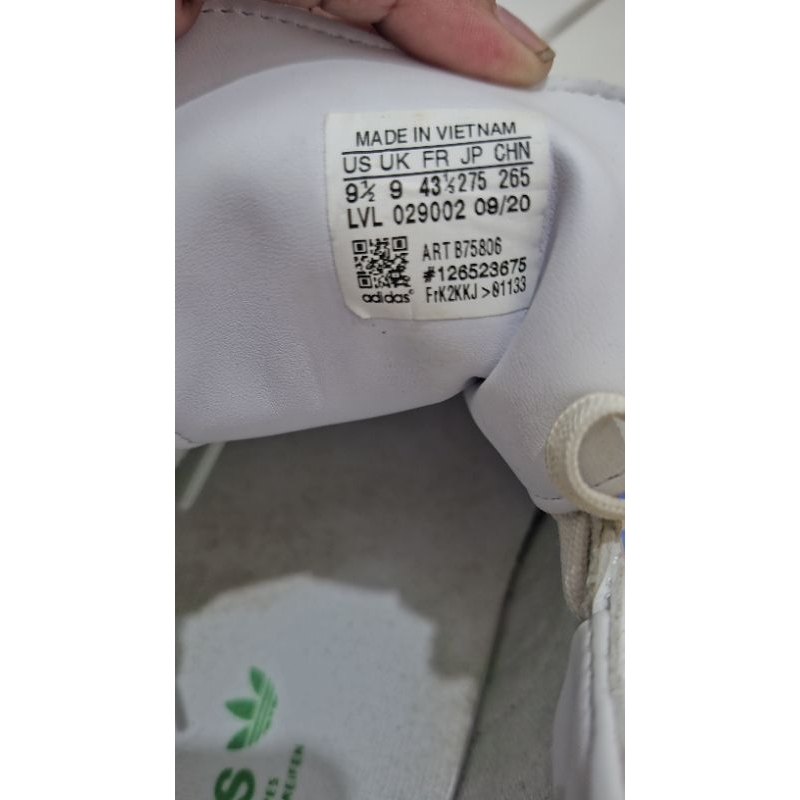 MADE IN VIETNAM
US UK FR JP CHN
9½ 9 43⅓ 275 265
LVL 029002 09/20
ART B75806
#126523675
adidas FrK2KKJ >81133
S